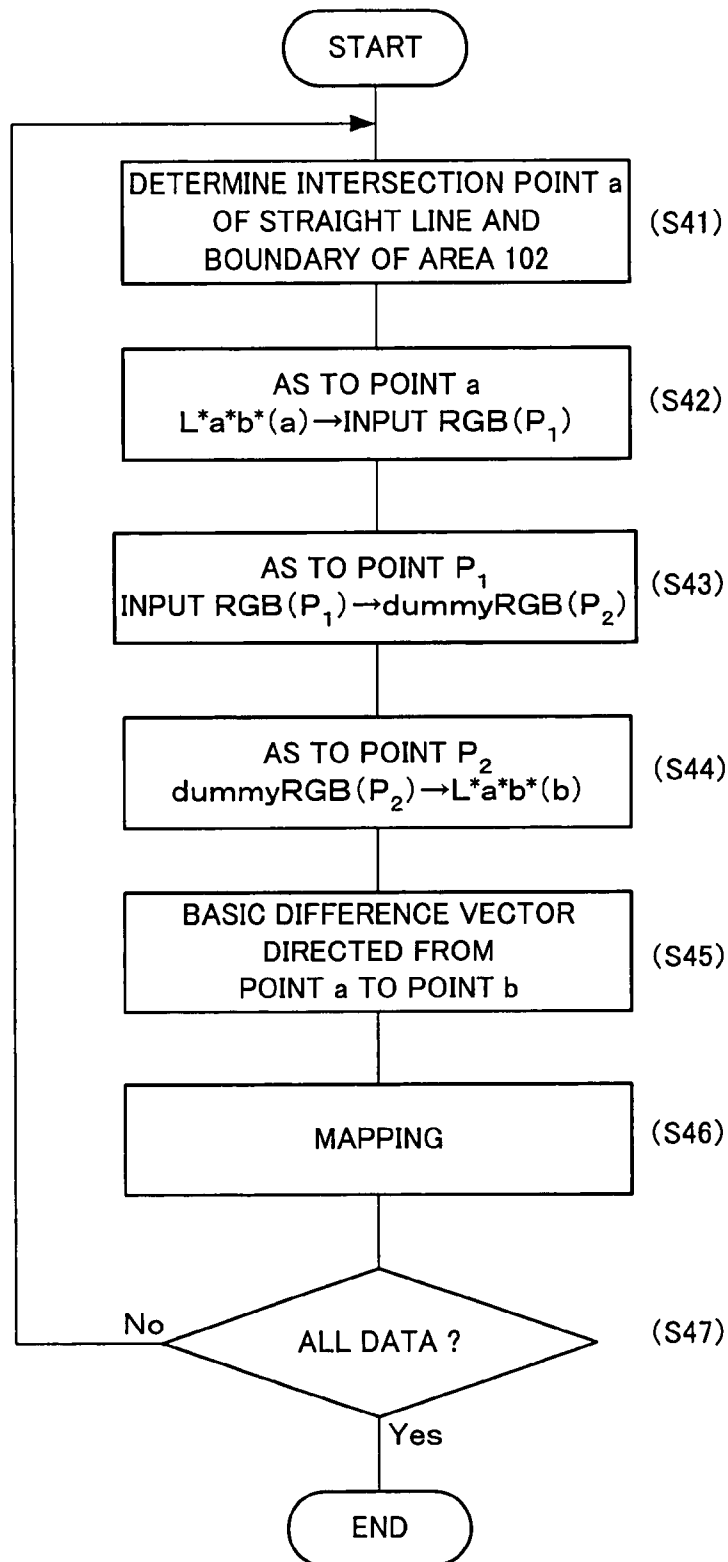 START
DETERMINE INTERSECTION POINT a
OF STRAIGHT LINE AND
BOUNDARY OF AREA 102
(S41)
AS TO POINT a
L*a*b*(a)→INPUT RGB(P₁)
(S42)
AS TO POINT P₁
INPUT RGB(P₁)→dummyRGB(P₂)
(S43)
AS TO POINT P₂
dummyRGB(P₂)→L*a*b*(b)
(S44)
BASIC DIFFERENCE VECTOR
DIRECTED FROM
POINT a TO POINT b
(S45)
MAPPING
(S46)
No
ALL DATA ?
(S47)
Yes
END